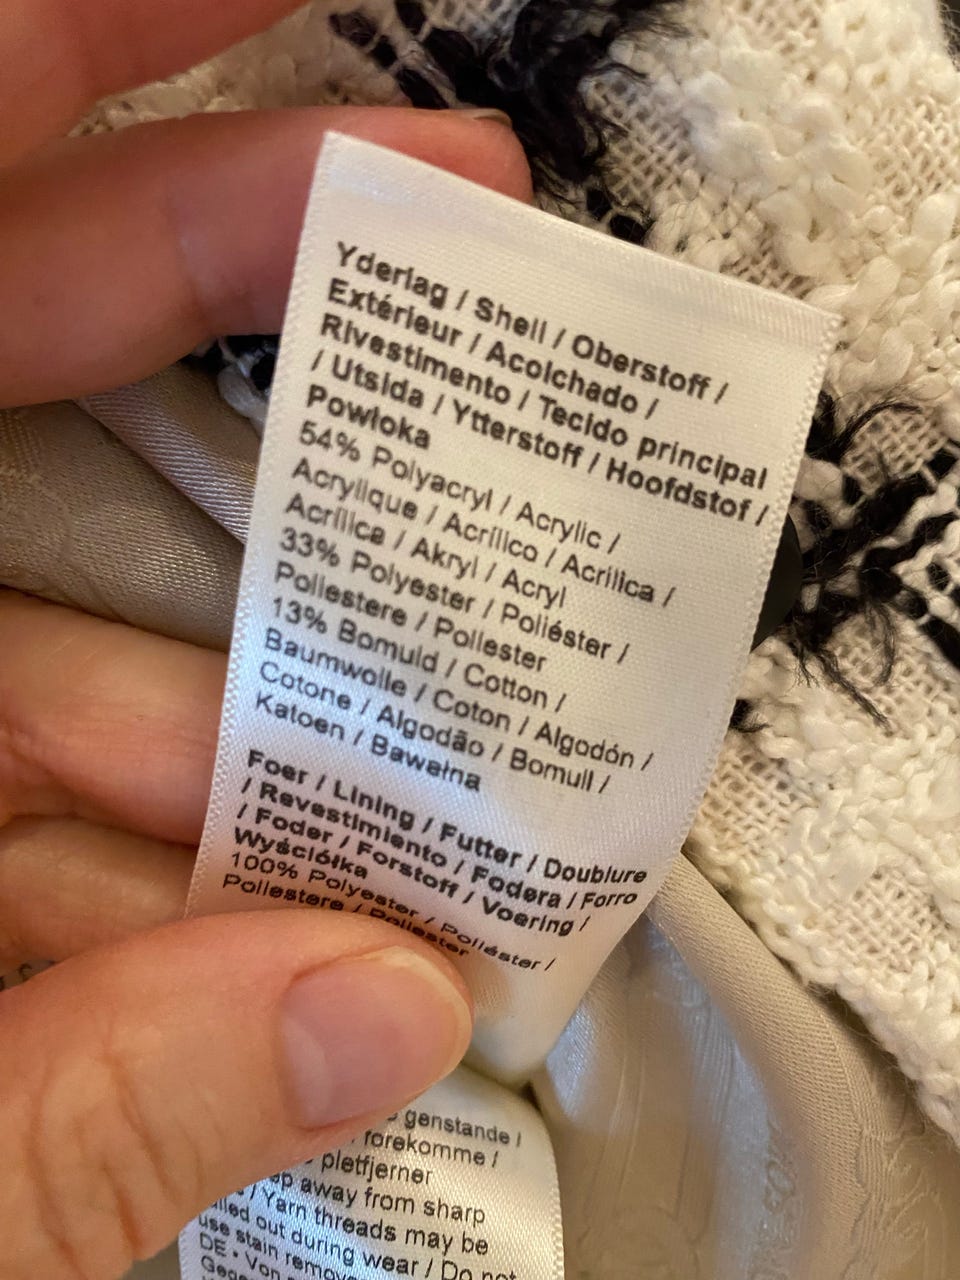 Yderlag / Shell / Oberstoff /
Extérieur / Acolchado /
Rivestimento / Tecido principal
/ Utsida / Ytterstoff / Hoofdstof /
Powłoka
54% Polyacryl / Acrylic /
Acrylique / Acrílico / Acrilica /
Acrílica / Akryl / Acryl
33% Polyester / Poliéster /
Poliestere / Poliester
13% Bomuld / Cotton /
Baumwolle / Coton / Algodón /
Cotone / Algodão / Bomull /
Katoen / Bawełna
Foer / Lining / Futter / Doublure
/ Revestimiento / Fodera / Forro
/ Foder / Forstoff / Voering /
Wyściółka
100% Polyester / Poliéster /
Poliestere / Poliester
genstande /
forekomme /
pletfjerner
away from sharp
/ Yarn threads may be
out during wear / Do not
use stain
DE • Von